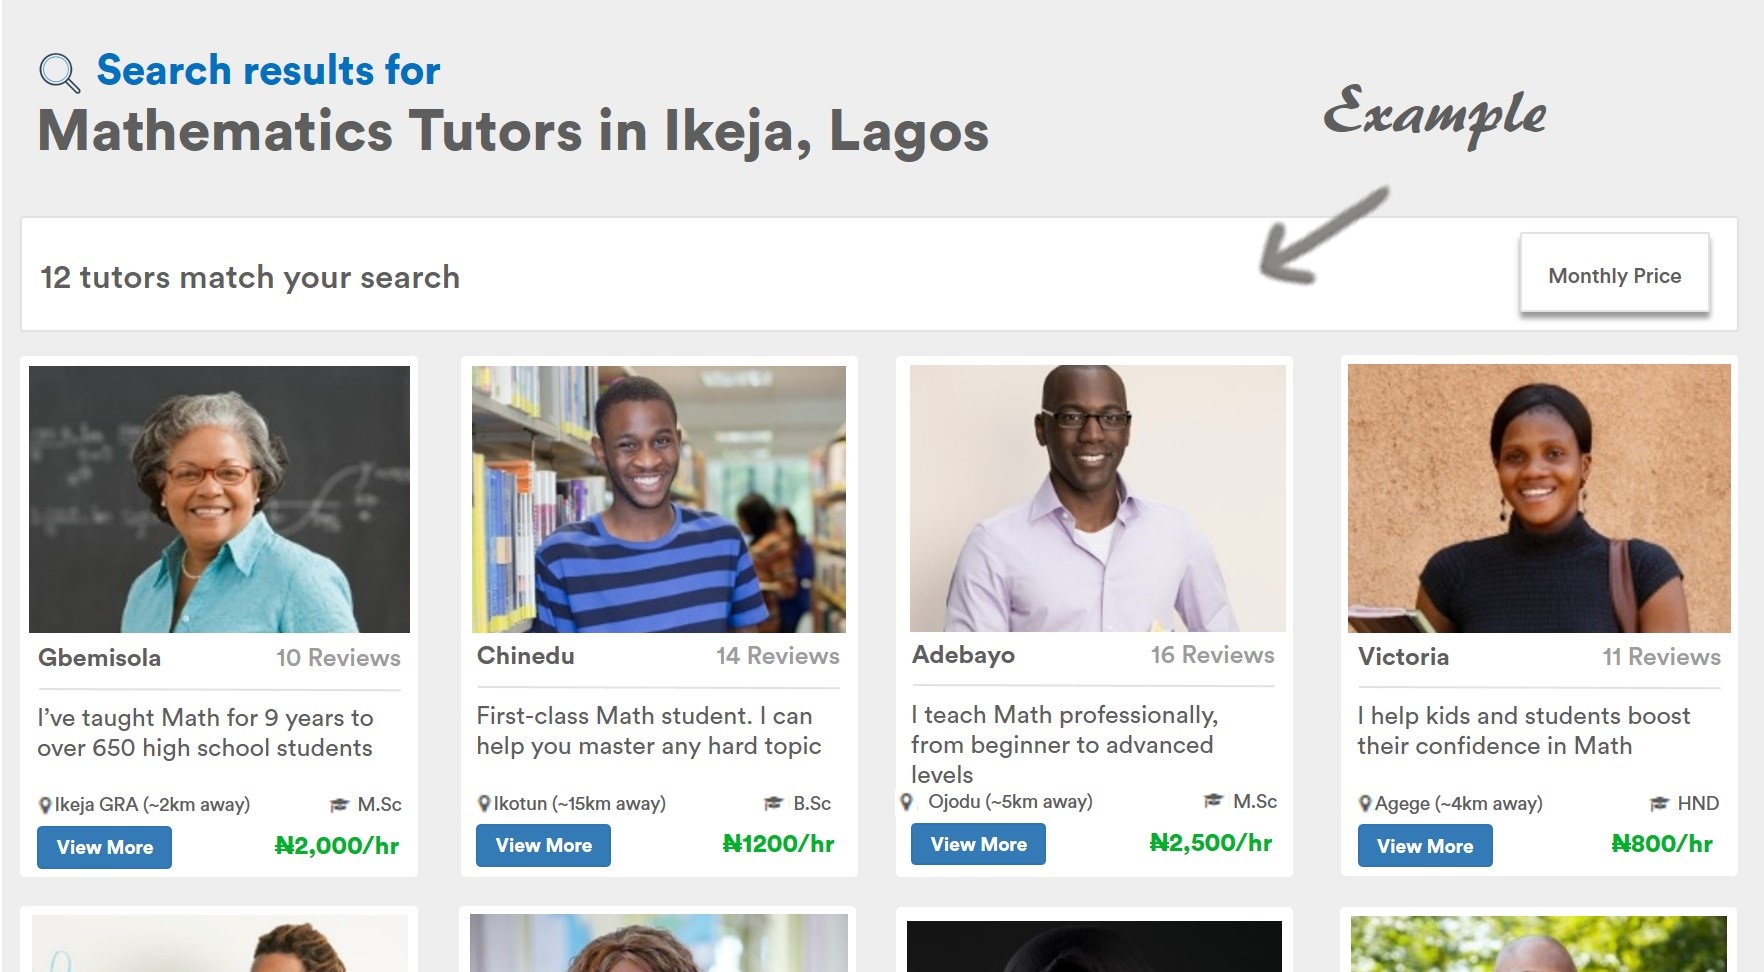 Search results for
Mathematics Tutors in Ikeja, Lagos
Example
12 tutors match your search
Monthly Price
Gbemisola 10 Reviews
I've taught Math for 9 years to
over 650 high school students
Ikeja GRA (~2km away) M.Sc
View More ₦2,000/hr
Chinedu 14 Reviews
First-class Math student. I can
help you master any hard topic
Ikotun (~15km away) B.Sc
View More ₦1200/hr
Adebayo 16 Reviews
I teach Math professionally,
from beginner to advanced
levels
Ojodu (~5km away) M.Sc
View More ₦2,500/hr
Victoria 11 Reviews
I help kids and students boost
their confidence in Math
Agege (~4km away) HND
View More ₦800/hr